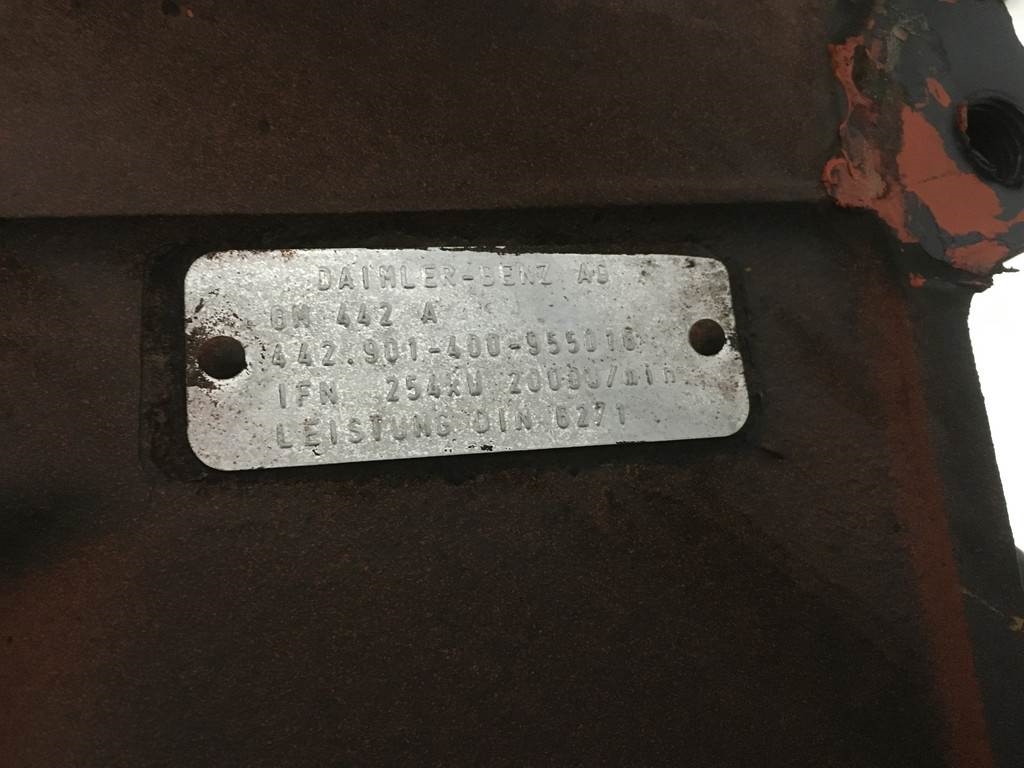 DAIMLER-BENZ AG
OM 442 A
442.901-400-955018
IFN 254KW 2000U/min
LEISTUNG DIN 6271